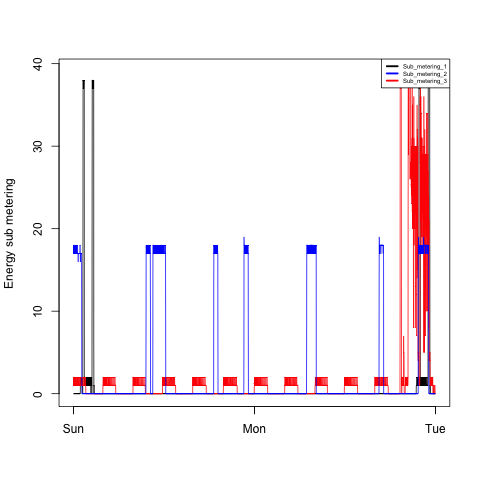 Sub_metering_1
Sub_metering_2
Sub_metering_3
Energy sub metering
40
30
20
10
0
Sun Mon Tue